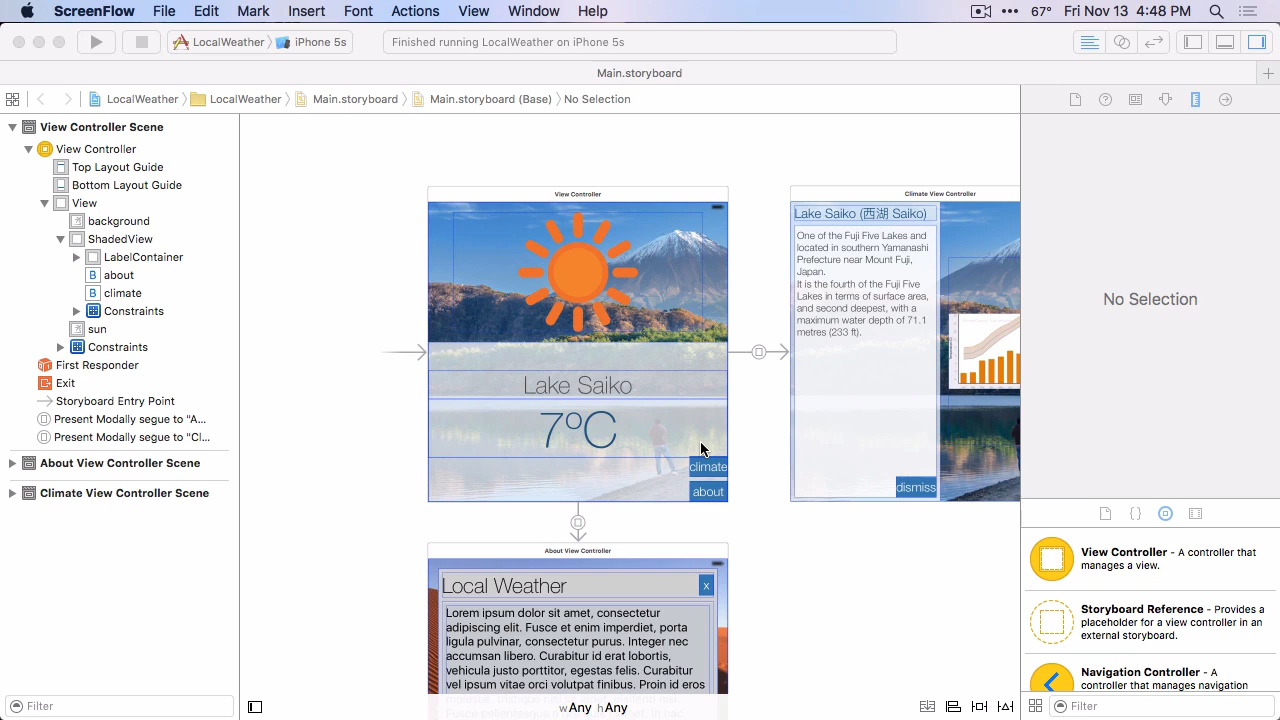 ScreenFlow File Edit Mark Insert Font Actions View Window Help
67° Fri Nov 13 4:48 PM
LocalWeather iPhone 5s
Finished running LocalWeather on iPhone 5s
Main.storyboard
LocalWeather LocalWeather Main.storyboard Main.storyboard (Base) No Selection
View Controller Scene
View Controller
Top Layout Guide
Bottom Layout Guide
View
background
ShadedView
LabelContainer
B about
B climate
Constraints
sun
Constraints
First Responder
Exit
Storyboard Entry Point
Present Modally segue to "A...
Present Modally segue to "Cl...
About View Controller Scene
Climate View Controller Scene
Filter
View Controller
Lake Saiko
7ºC
climate
about
Climate View Controller
Lake Saiko (西湖 Saiko)
One of the Fuji Five Lakes and
located in southern Yamanashi
Prefecture near Mount Fuji,
Japan.
It is the fourth of the Fuji Five
Lakes in terms of surface area,
and second deepest, with a
maximum water depth of 71.1
metres (233 ft).
dismiss
About View Controller
Local Weather
x
Lorem ipsum dolor sit amet, consectetur
adipiscing elit. Fusce et enim imperdiet, porta
ligula pulvinar, consectetur purus. Integer nec
accumsan libero. Curabitur id erat lobortis,
vehicula justo porttitor, egestas felis. Curabitur
vel ipsum vitae orci volutpat finibus. Proin id eros
wAny hAny
No Selection
View Controller - A controller that
manages a view.
Storyboard Reference - Provides a
placeholder for a view controller in an
external storyboard.
Navigation Controller - A
controller that manages navigation
Filter